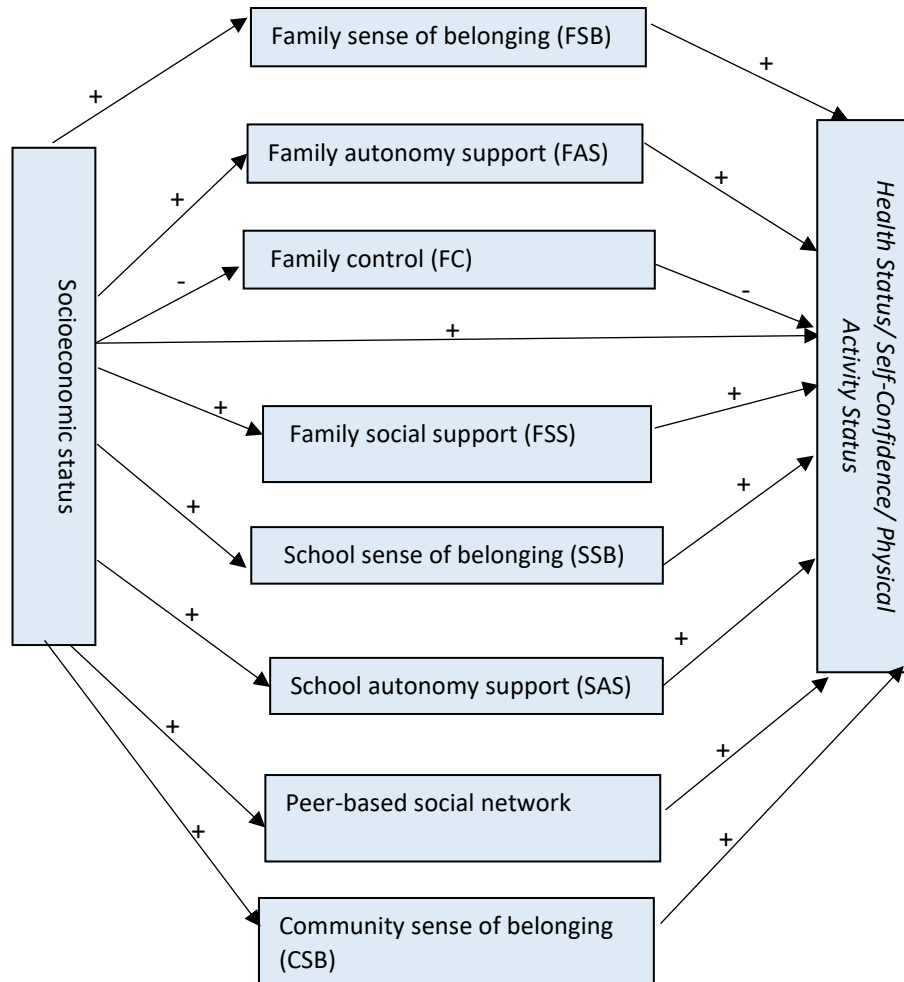 Family sense of belonging (FSB)
+
+
Family autonomy support (FAS)
+
+
Family control (FC)
-
-
+
Socioeconomic status
Health Status/ Self-Confidence/ Physical
Activity Status
Family social support (FSS)
+
+
School sense of belonging (SSB)
+
+
School autonomy support (SAS)
+
+
Peer-based social network
+
+
Community sense of belonging
(CSB)
+
+